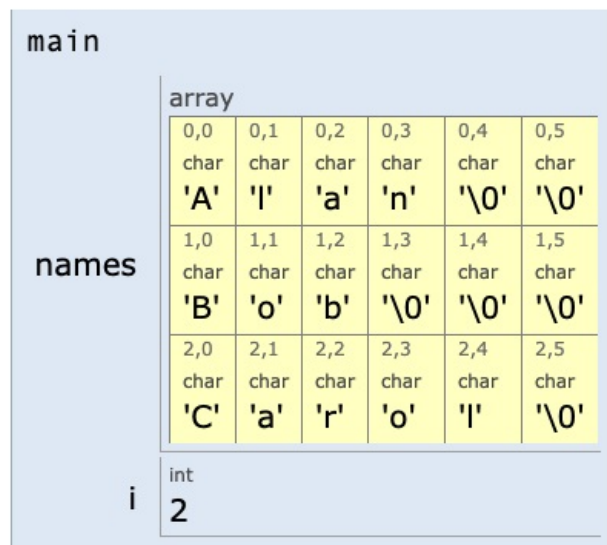 main
array
0,0 0,1 0,2 0,3 0,4 0,5
char char char char char char
'A' 'l' 'a' 'n' '\0' '\0'
1,0 1,1 1,2 1,3 1,4 1,5
names
char char char char char char
'B' 'o' 'b' '\0' '\0' '\0'
2,0 2,1 2,2 2,3 2,4 2,5
char char char char char char
'C' 'a' 'r' 'o' 'l' '\0'
int
i 2